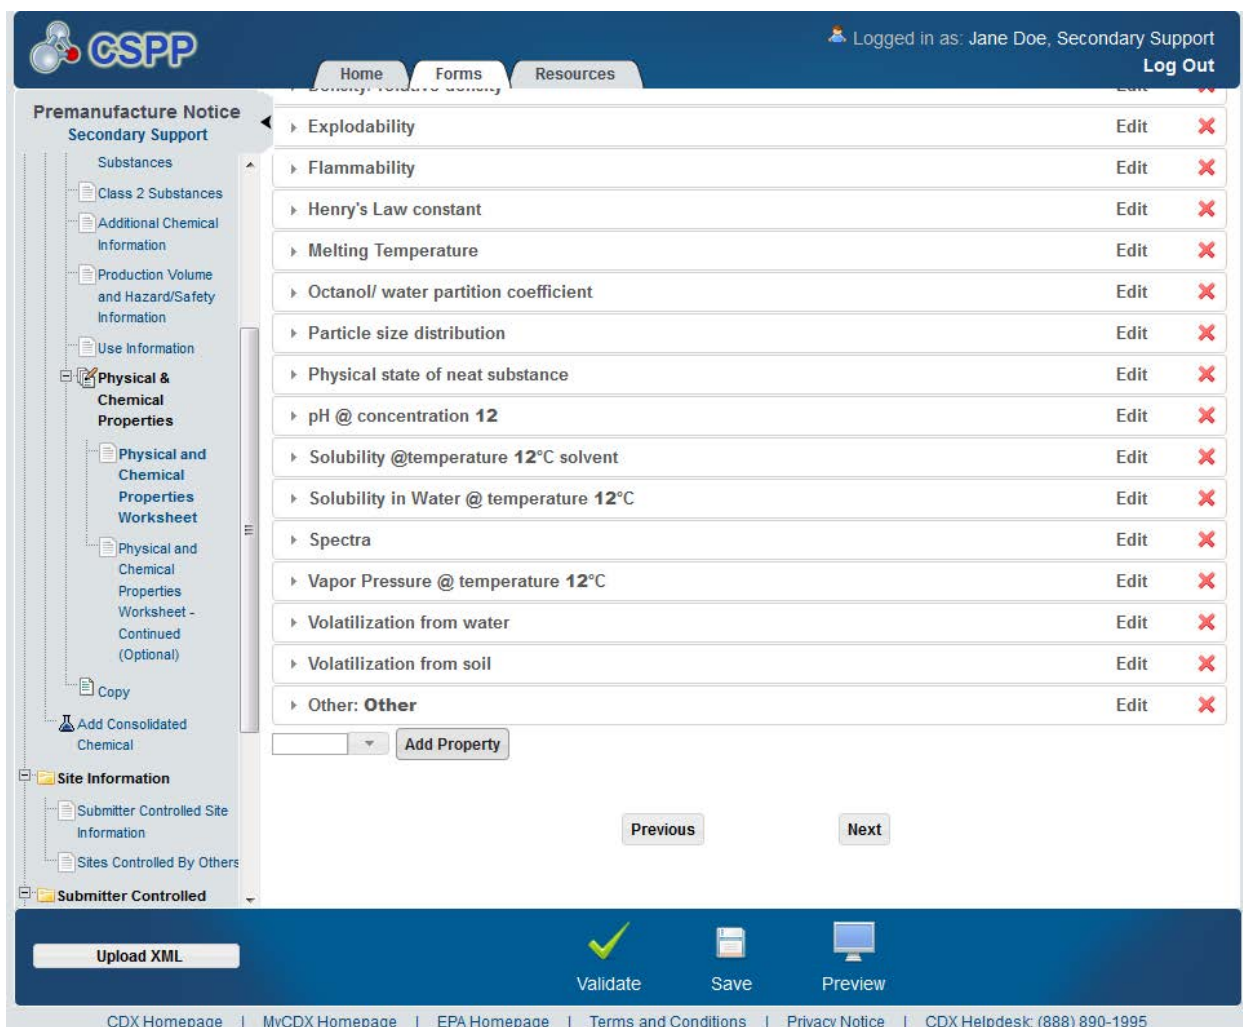 CSPP
Logged in as: Jane Doe, Secondary Support
Log Out
Home
Forms
Resources
Premanufacture Notice
Secondary Support
Substances
Class 2 Substances
Additional Chemical
Information
Production Volume
and Hazard/Safety
Information
Use Information
Physical &
Chemical
Properties
Physical and
Chemical
Properties
Worksheet
Physical and
Chemical
Properties
Worksheet -
Continued
(Optional)
Copy
Add Consolidated
Chemical
Site Information
Submitter Controlled Site
Information
Sites Controlled By Others
Submitter Controlled
Density/ relative density Edit
Explodability Edit
Flammability Edit
Henry's Law constant Edit
Melting Temperature Edit
Octanol/ water partition coefficient Edit
Particle size distribution Edit
Physical state of neat substance Edit
pH @ concentration 12 Edit
Solubility @temperature 12°C solvent Edit
Solubility in Water @ temperature 12°C Edit
Spectra Edit
Vapor Pressure @ temperature 12°C Edit
Volatilization from water Edit
Volatilization from soil Edit
Other: Other Edit
Add Property
Previous Next
Upload XML
Validate Save Preview
CDX Homepage | MyCDX Homepage | EPA Homepage | Terms and Conditions | Privacy Notice | CDX Helpdesk: (888) 890-1995